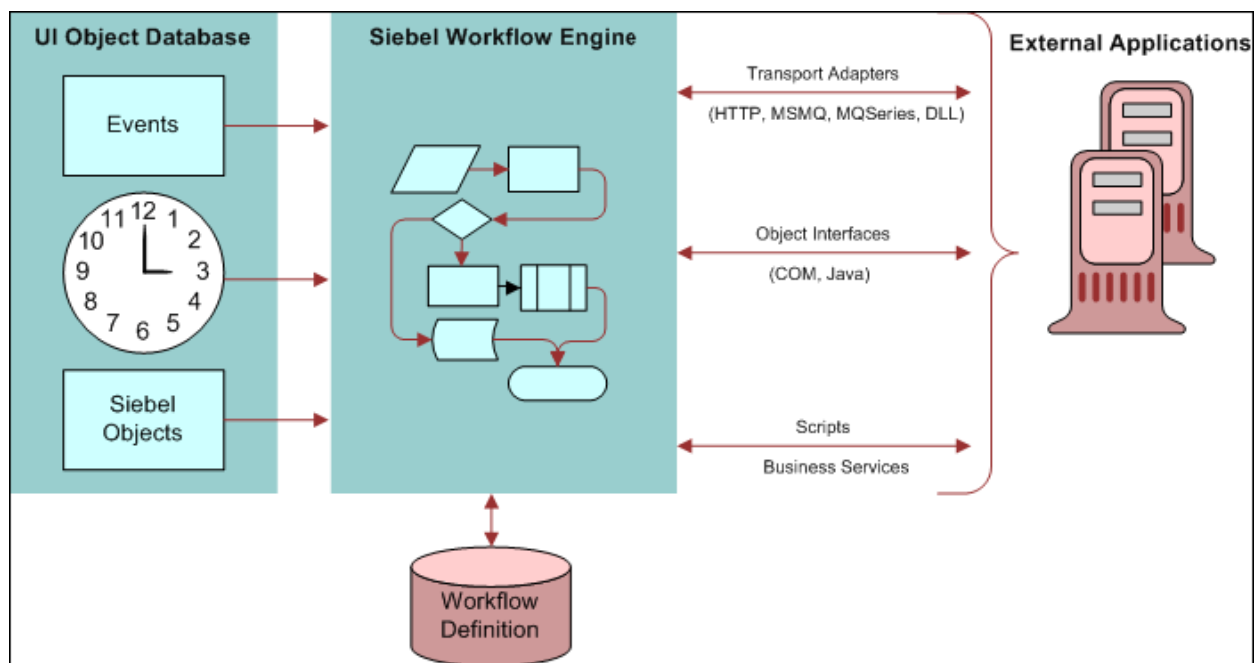 UI Object Database
Events
12
1
2
3
4
5
6
7
8
9
10
11
Siebel
Objects
Siebel Workflow Engine
Transport Adapters
(HTTP, MSMQ, MQSeries, DLL)
Object Interfaces
(COM, Java)
Scripts
Business Services
External Applications
Workflow
Definition